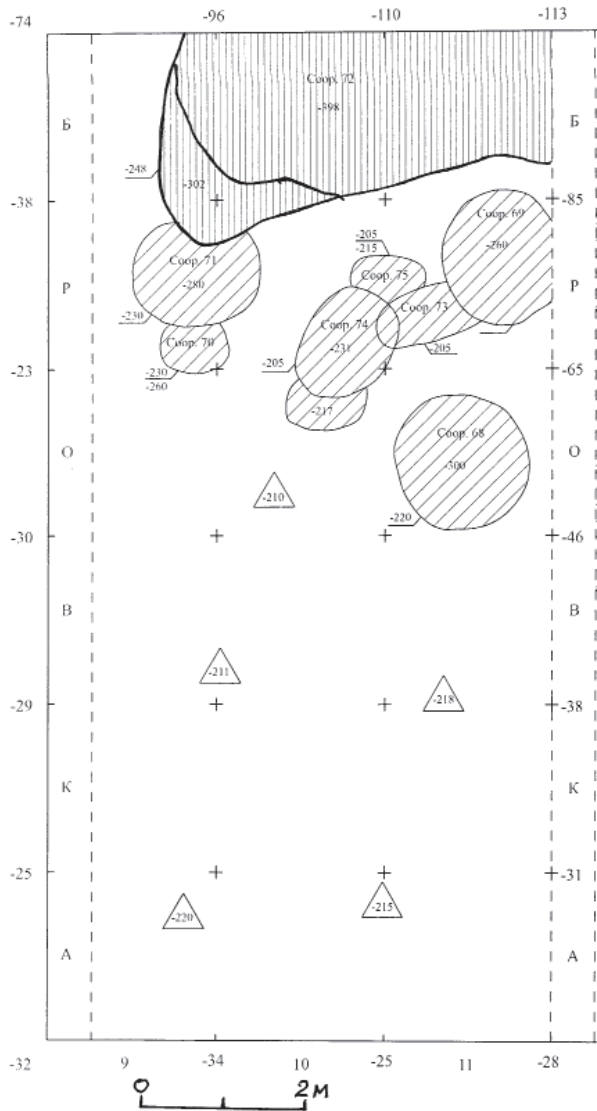 -74 -96 -110 -113
Соор. 72
-398
Б Б
-248
-302
-38 -85
Соор. 69
-205
-215
-260
Соор. 71
Соор. 75
-280
Р Р
Соор. 73
-230
Соор. 74
Соор. 70
-231
-205
-205
-23 -65
-230
-260
-217
Соор. 68
О О
-300
-210
-220
-30 -46
В В
-211
-218
-29 -38
К К
-25 -31
-220
-215
А А
-32 9 -34 10 -25 11 -28
0 2 м